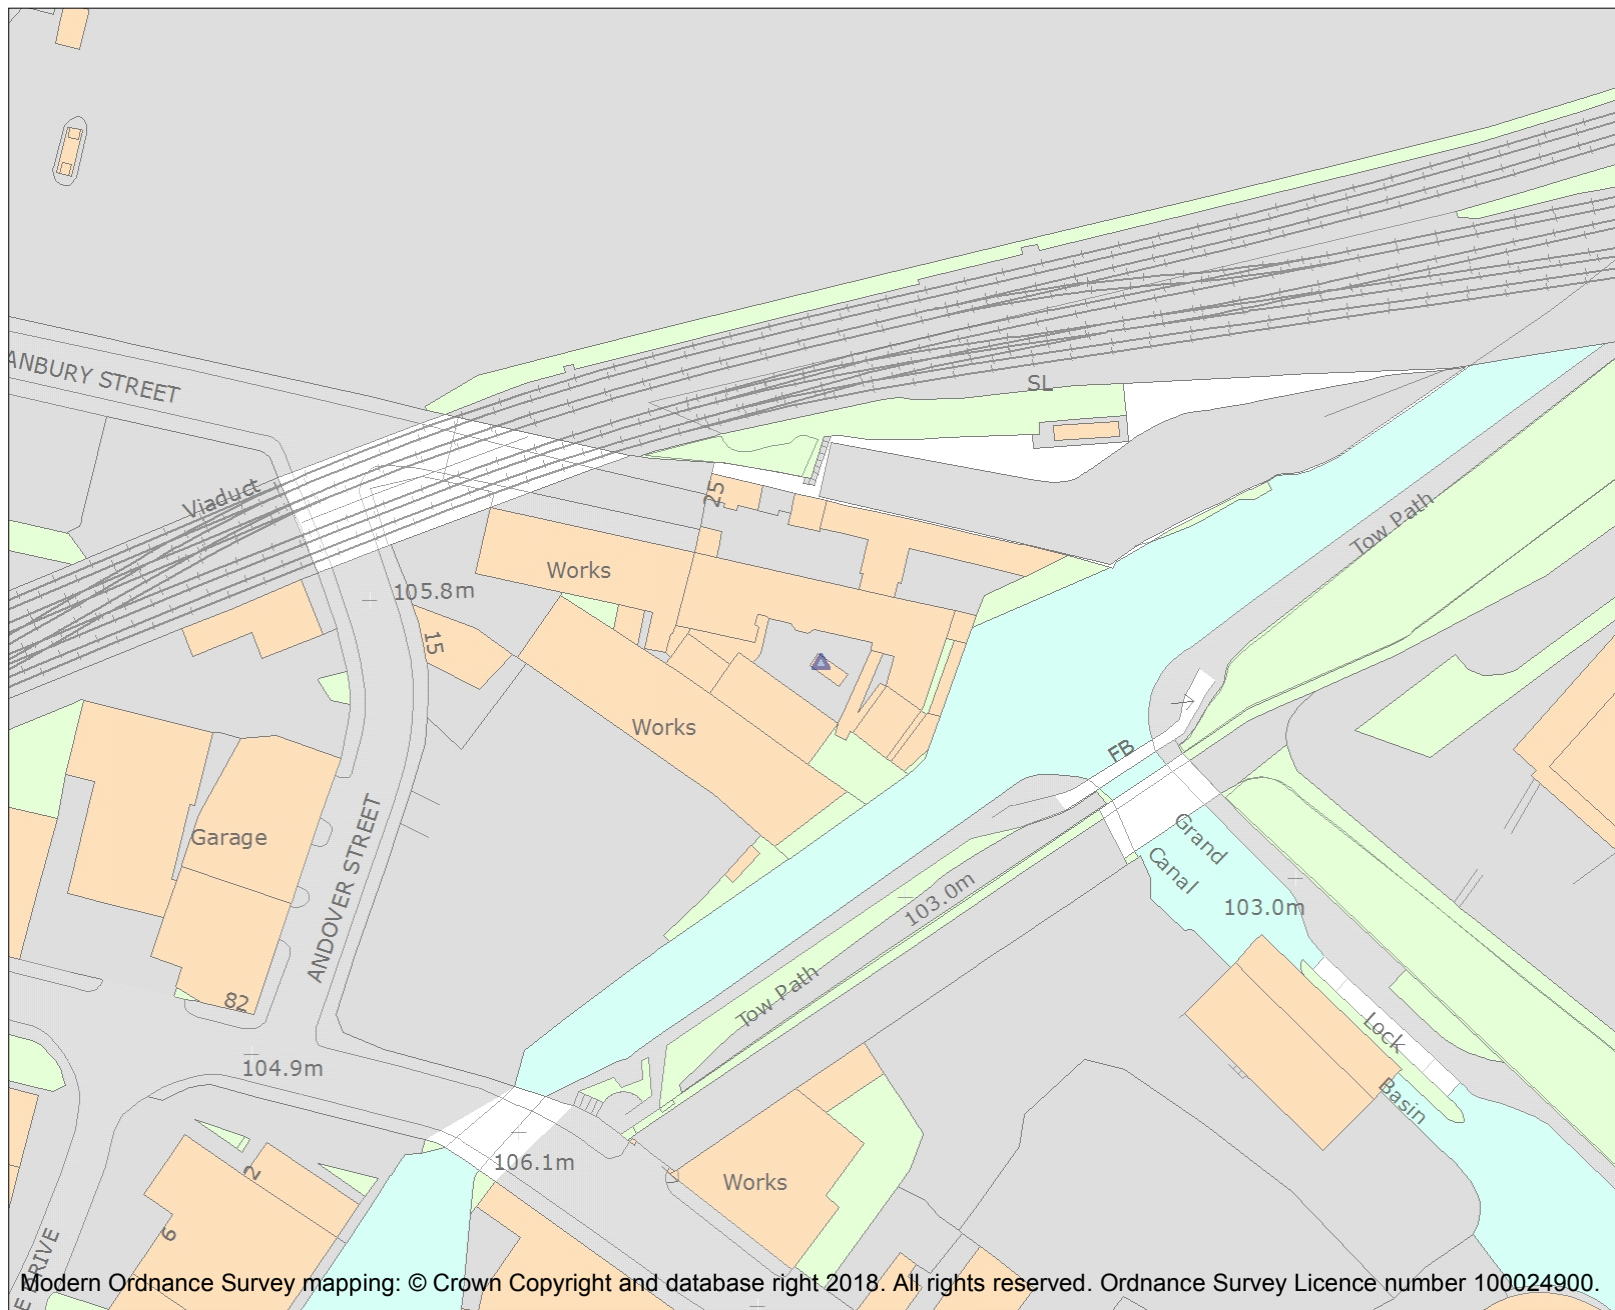 ANBURY STREET
SL
Viaduct
25
Tow Path
Works
105.8m
15
Works
FB
Garage
Grand
Canal
ANDOVER STREET
103.0m
103.0m
82
Tow Path
Lock
104.9m
Basin
106.1m
2
Works
6
E DRIVE
Modern Ordnance Survey mapping: © Crown Copyright and database right 2018. All rights reserved. Ordnance Survey Licence number 100024900.